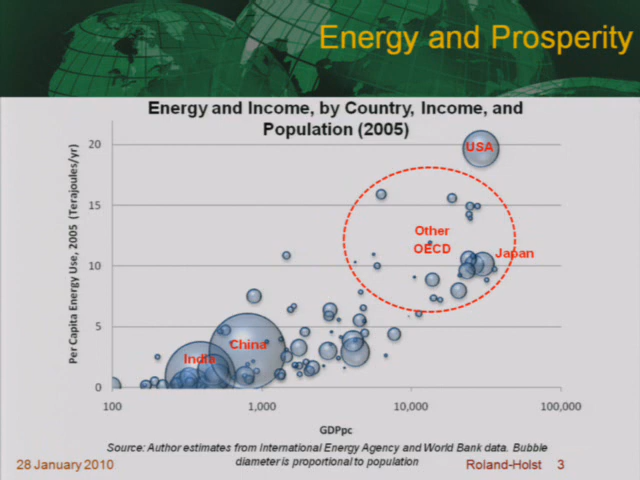 Energy and Prosperity
Energy and Income, by Country, Income, and
Population (2005)
Per Capita Energy Use, 2005 (Terajoules/yr)
20
15
10
5
0
USA
Other
OECD
Japan
China
India
100
1,000
10,000
100,000
GDPpc
Source: Author estimates from International Energy Agency and World Bank data. Bubble
diameter is proportional to population
28 January 2010
Roland-Holst 3